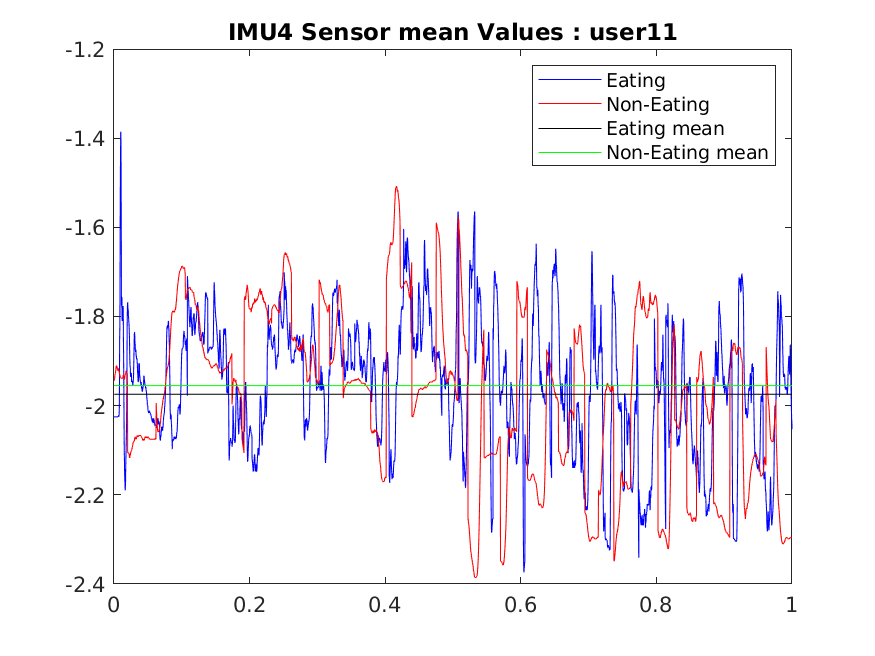 IMU4 Sensor mean Values : user11
-1.2
-1.4
-1.6
-1.8
-2
-2.2
-2.4
0
0.2
0.4
0.6
0.8
1
Eating
Non-Eating
Eating mean
Non-Eating mean